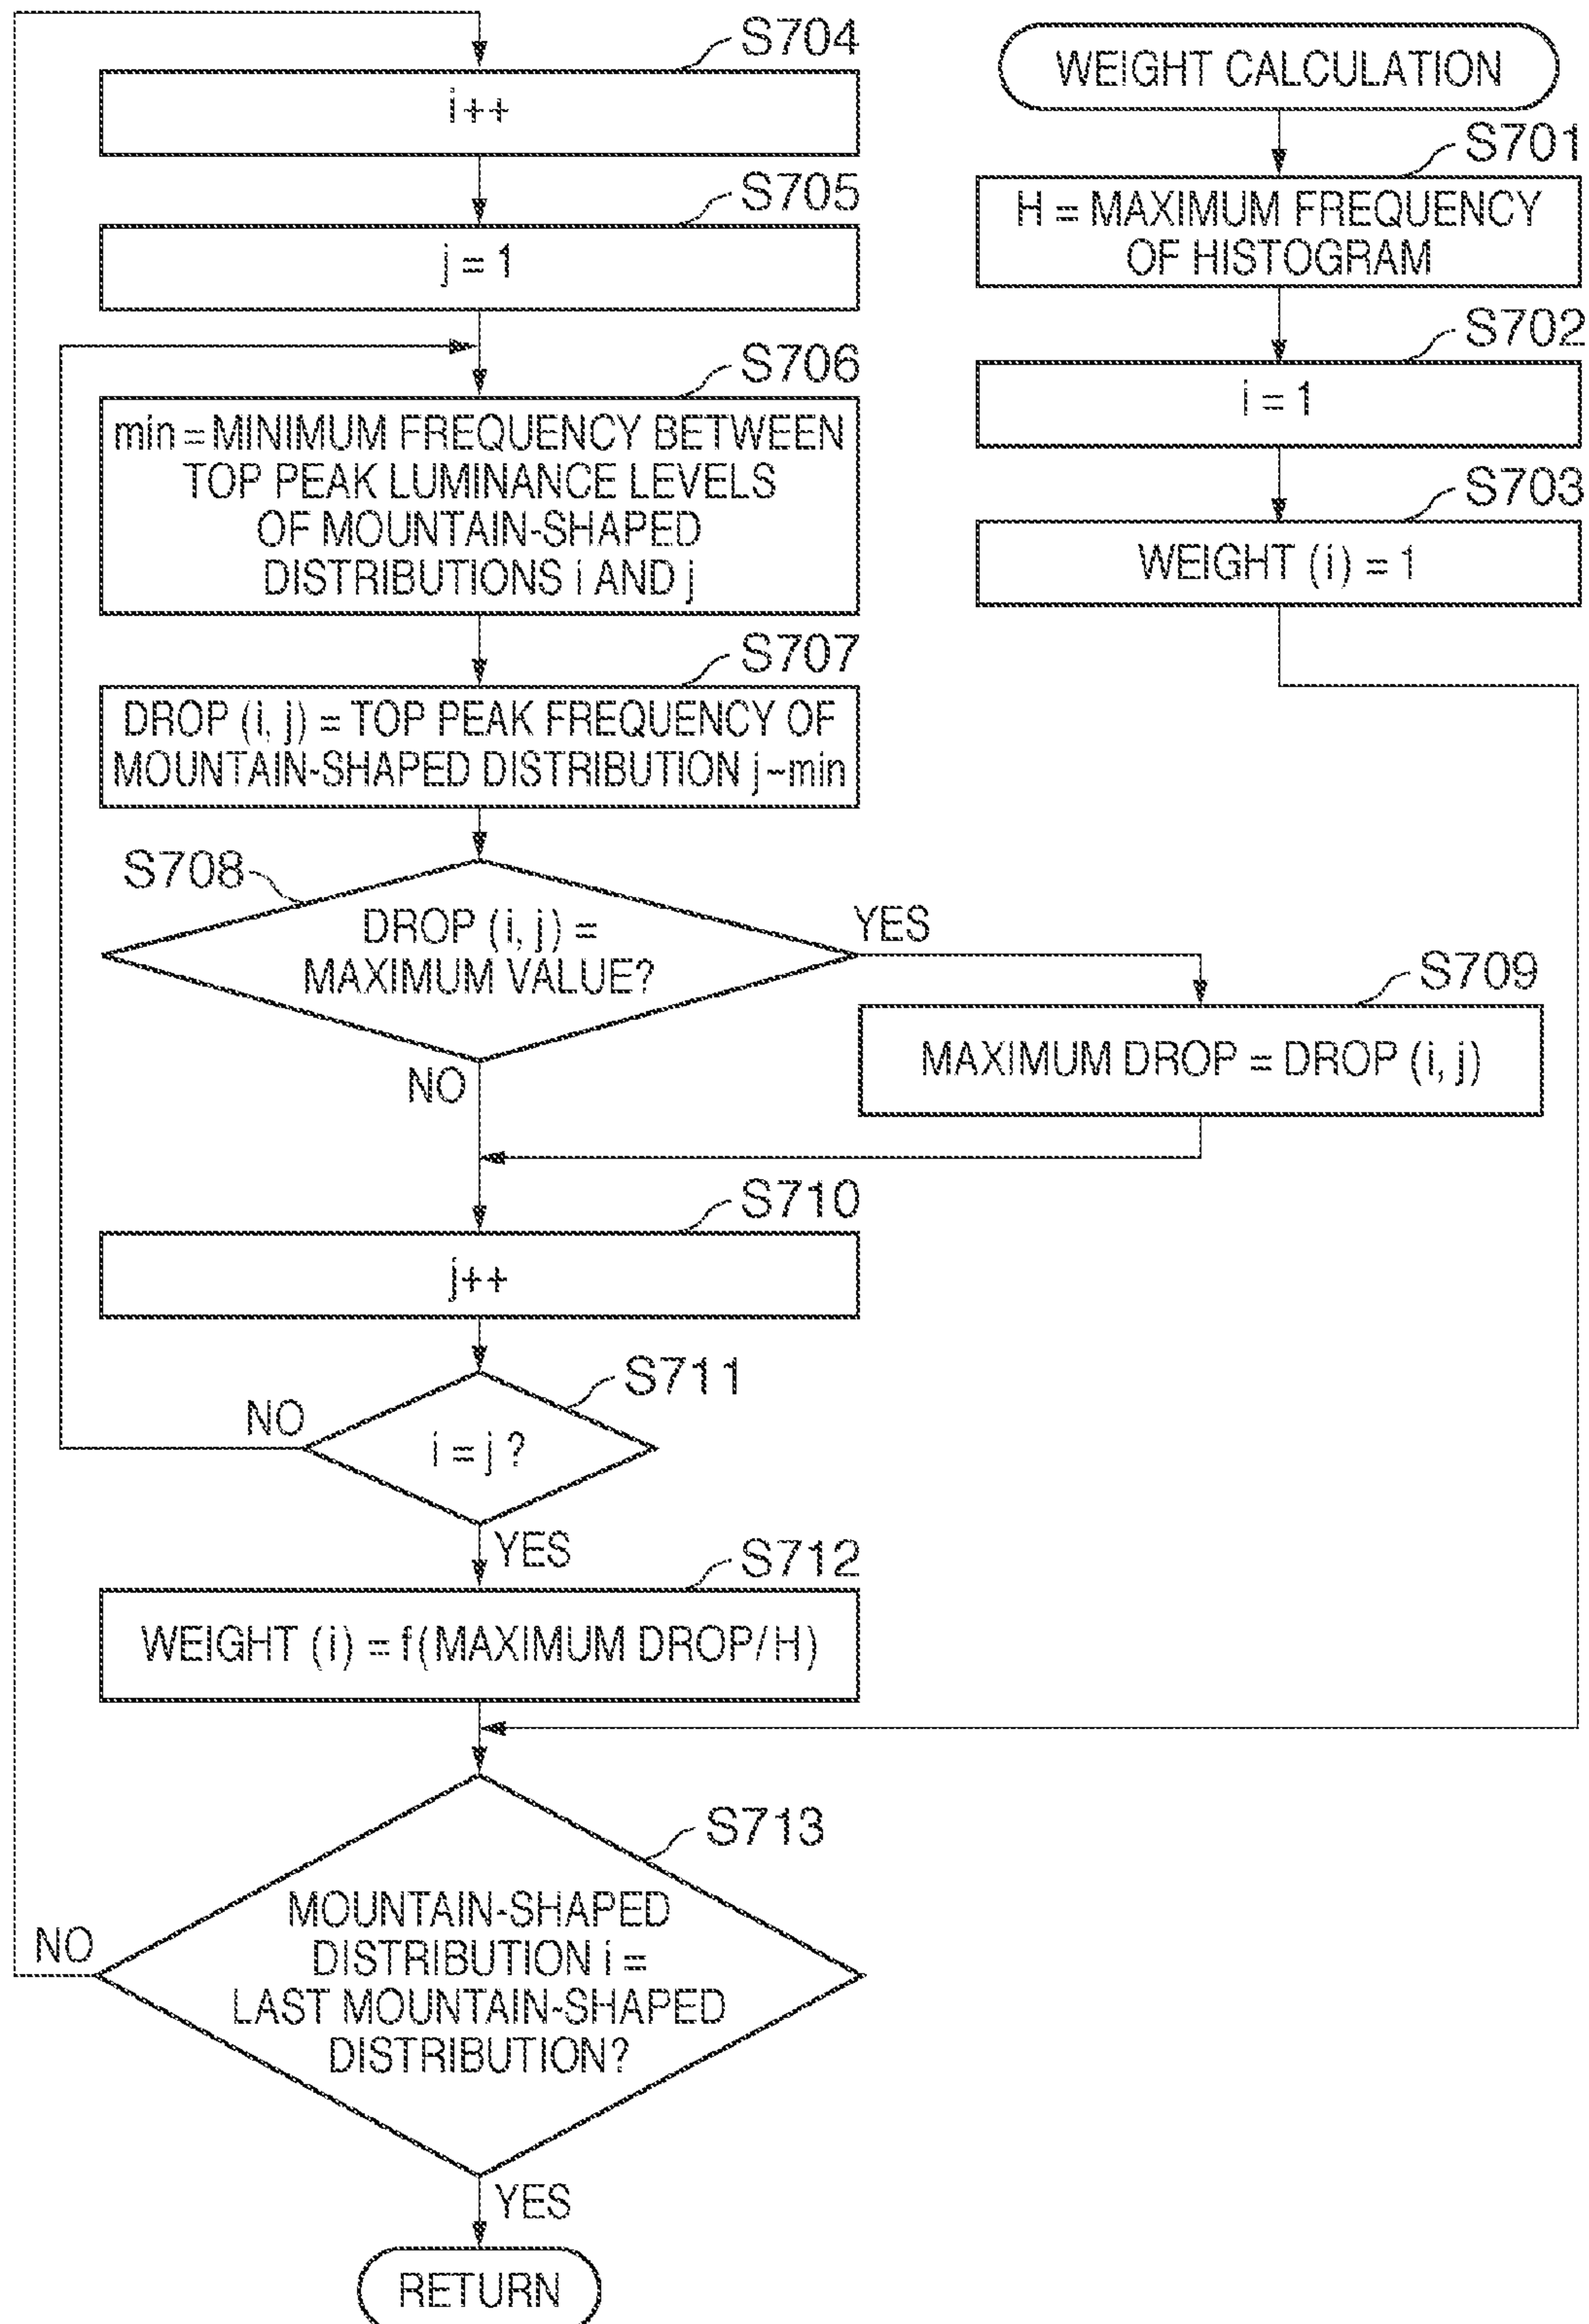 WEIGHT CALCULATION
S701
H = MAXIMUM FREQUENCY
OF HISTOGRAM
S702
i = 1
S703
WEIGHT (i) = 1
S704
i++
S705
j = 1
S706
min = MINIMUM FREQUENCY BETWEEN
TOP PEAK LUMINANCE LEVELS
OF MOUNTAIN-SHAPED
DISTRIBUTIONS i AND j
S707
DROP (i, j) = TOP PEAK FREQUENCY OF
MOUNTAIN-SHAPED DISTRIBUTION j-min
S708
DROP (i, j) =
MAXIMUM VALUE?
YES
NO
S709
MAXIMUM DROP = DROP (i, j)
S710
j++
S711
i = j ?
NO
YES
S712
WEIGHT (i) = f(MAXIMUM DROP/H)
S713
MOUNTAIN-SHAPED
DISTRIBUTION i =
LAST MOUNTAIN-SHAPED
DISTRIBUTION?
NO
YES
RETURN